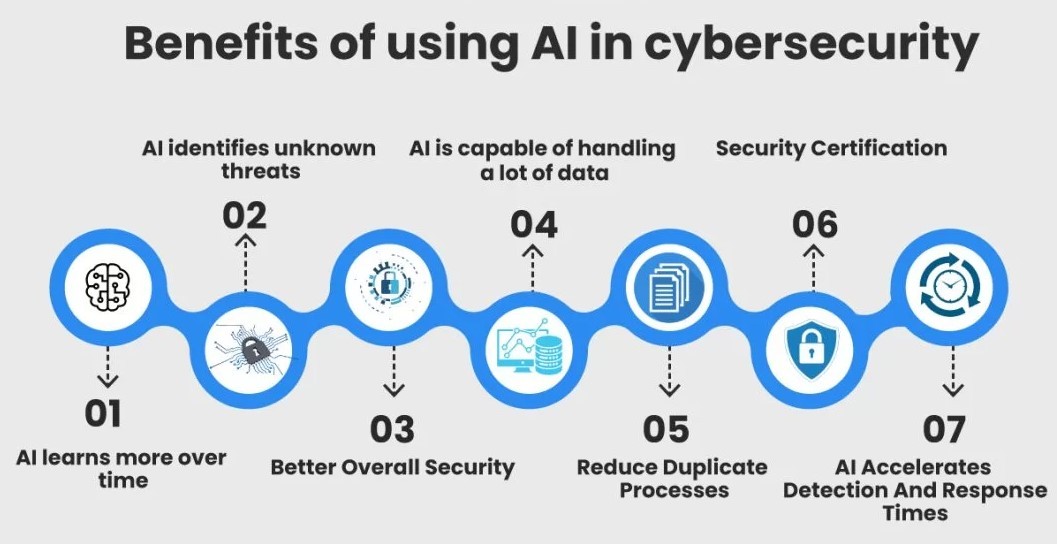 Benefits of using AI in cybersecurity
01
AI learns more over
time
AI identifies unknown
threats
02
03
Better Overall Security
AI is capable of handling
a lot of data
04
05
Reduce Duplicate
Processes
Security Certification
06
07
AI Accelerates
Detection And Response
Times